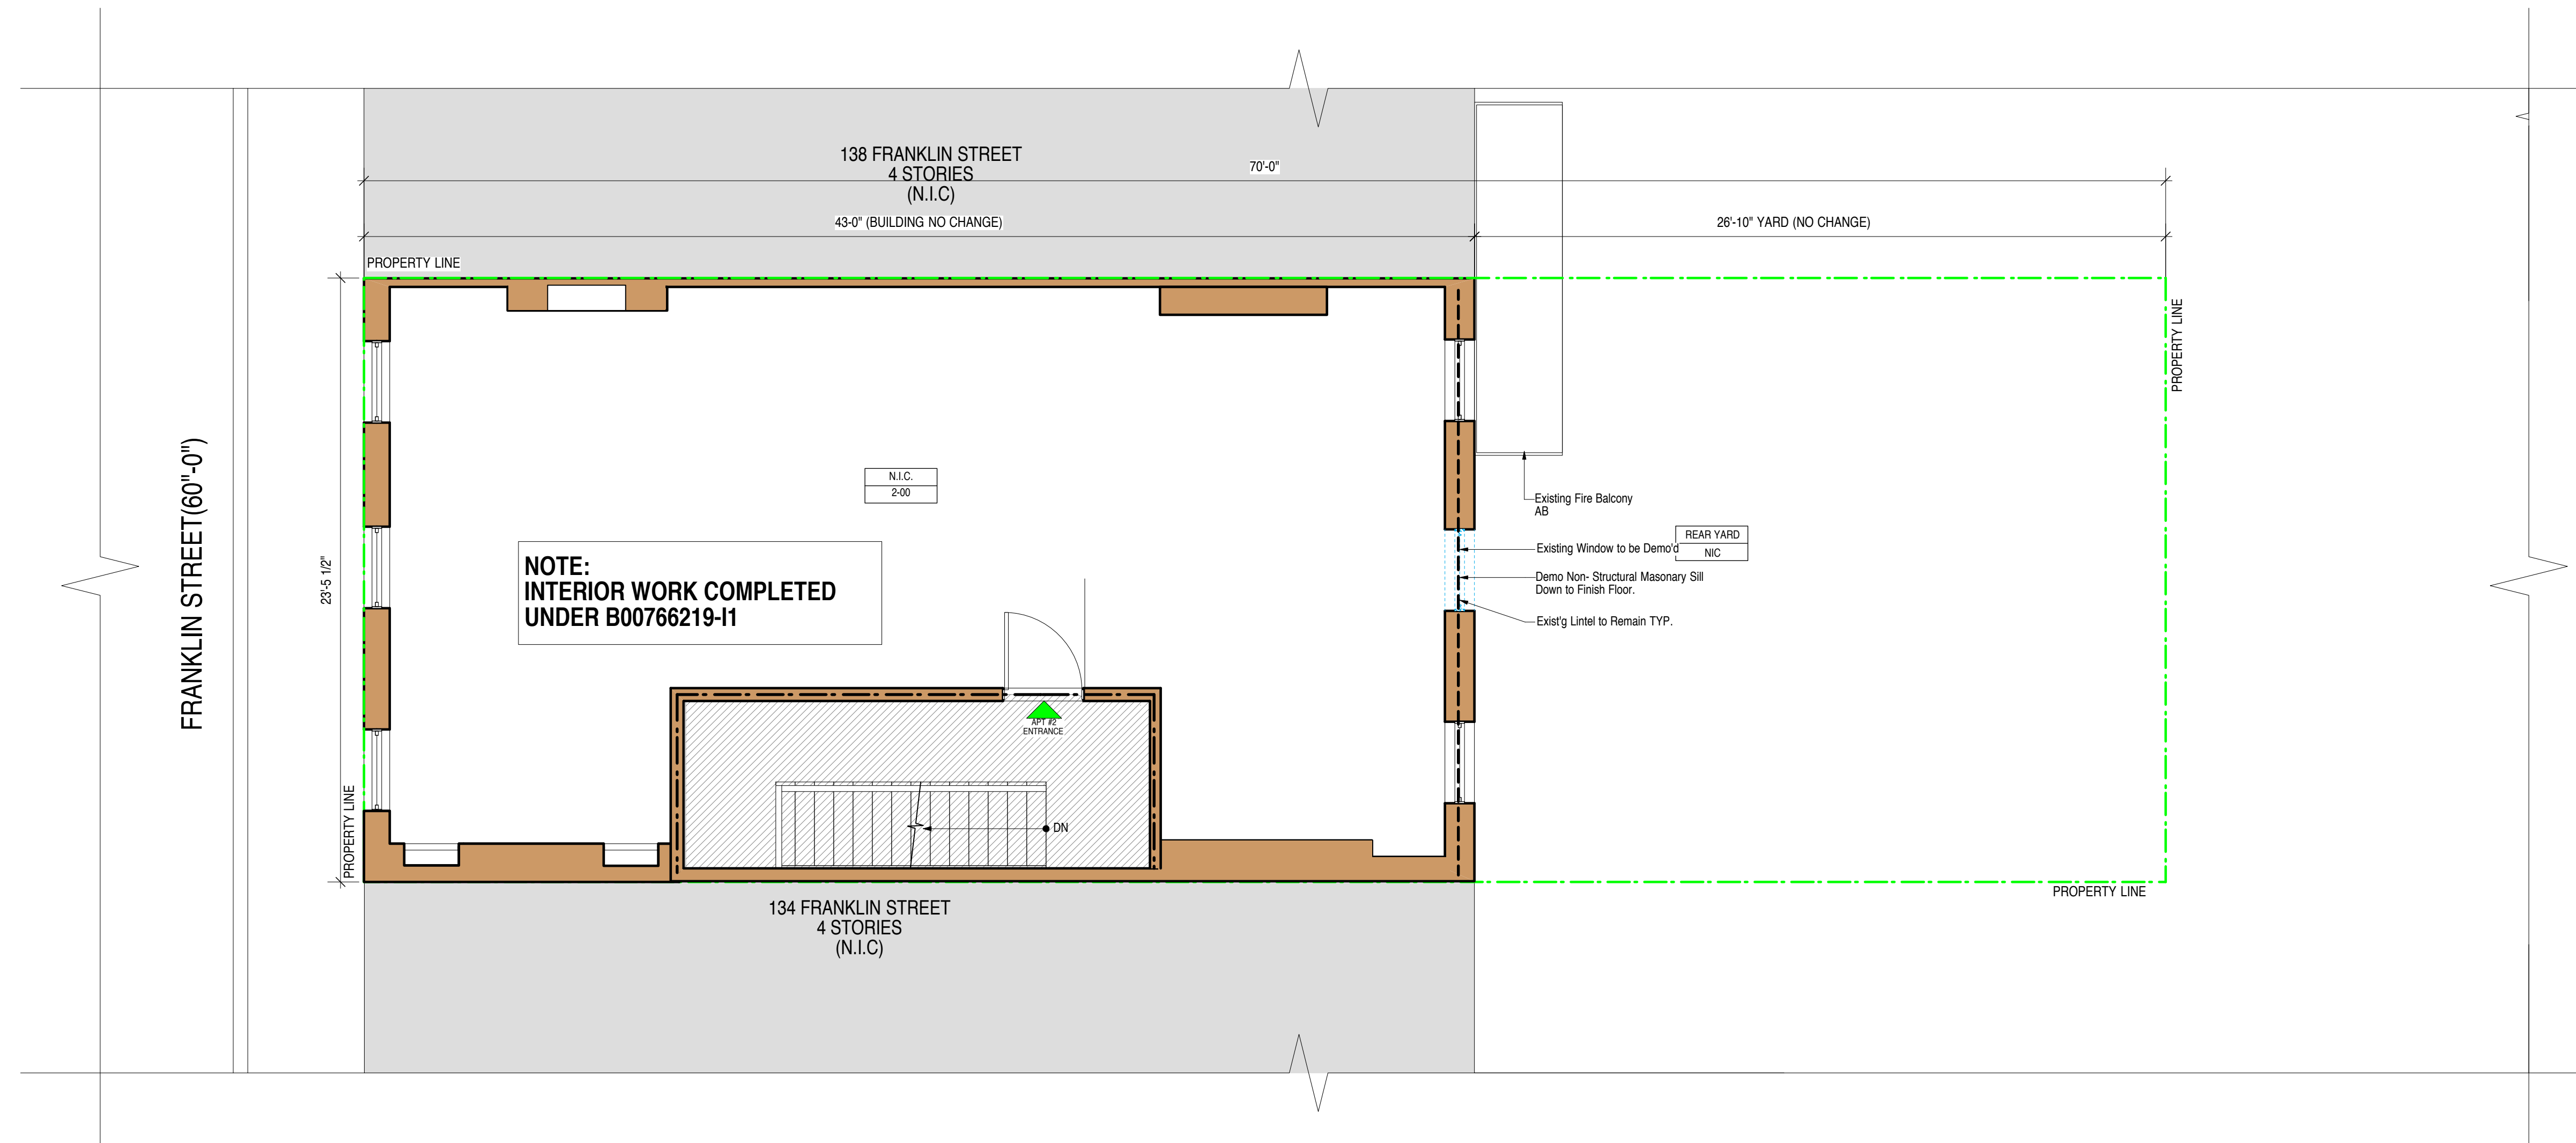 138 FRANKLIN STREET
4 STORIES
(N.I.C)
70'-0"
43-0" (BUILDING NO CHANGE)
26'-10" YARD (NO CHANGE)
PROPERTY LINE
PROPERTY LINE
FRANKLIN STREET(60"-0")
23'-5 1/2"
N.I.C.
2-00
Existing Fire Balcony
AB
REAR YARD
NIC
Existing Window to be Demo'd
Demo Non- Structural Masonary Sill
Down to Finish Floor.
Exist'g Lintel to Remain TYP.
NOTE:
INTERIOR WORK COMPLETED
UNDER B00766219-I1
APT #2
ENTRANCE
DN
PROPERTY LINE
PROPERTY LINE
134 FRANKLIN STREET
4 STORIES
(N.I.C)